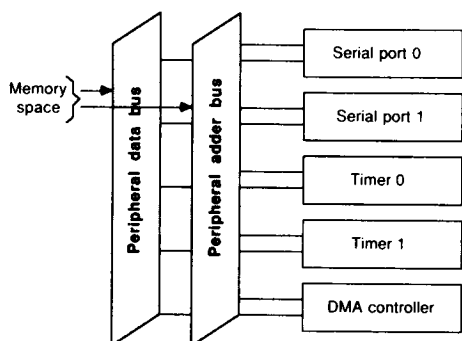 Memory
space
Peripheral data bus
Peripheral adder bus
Serial port 0
Serial port 1
Timer 0
Timer 1
DMA controller